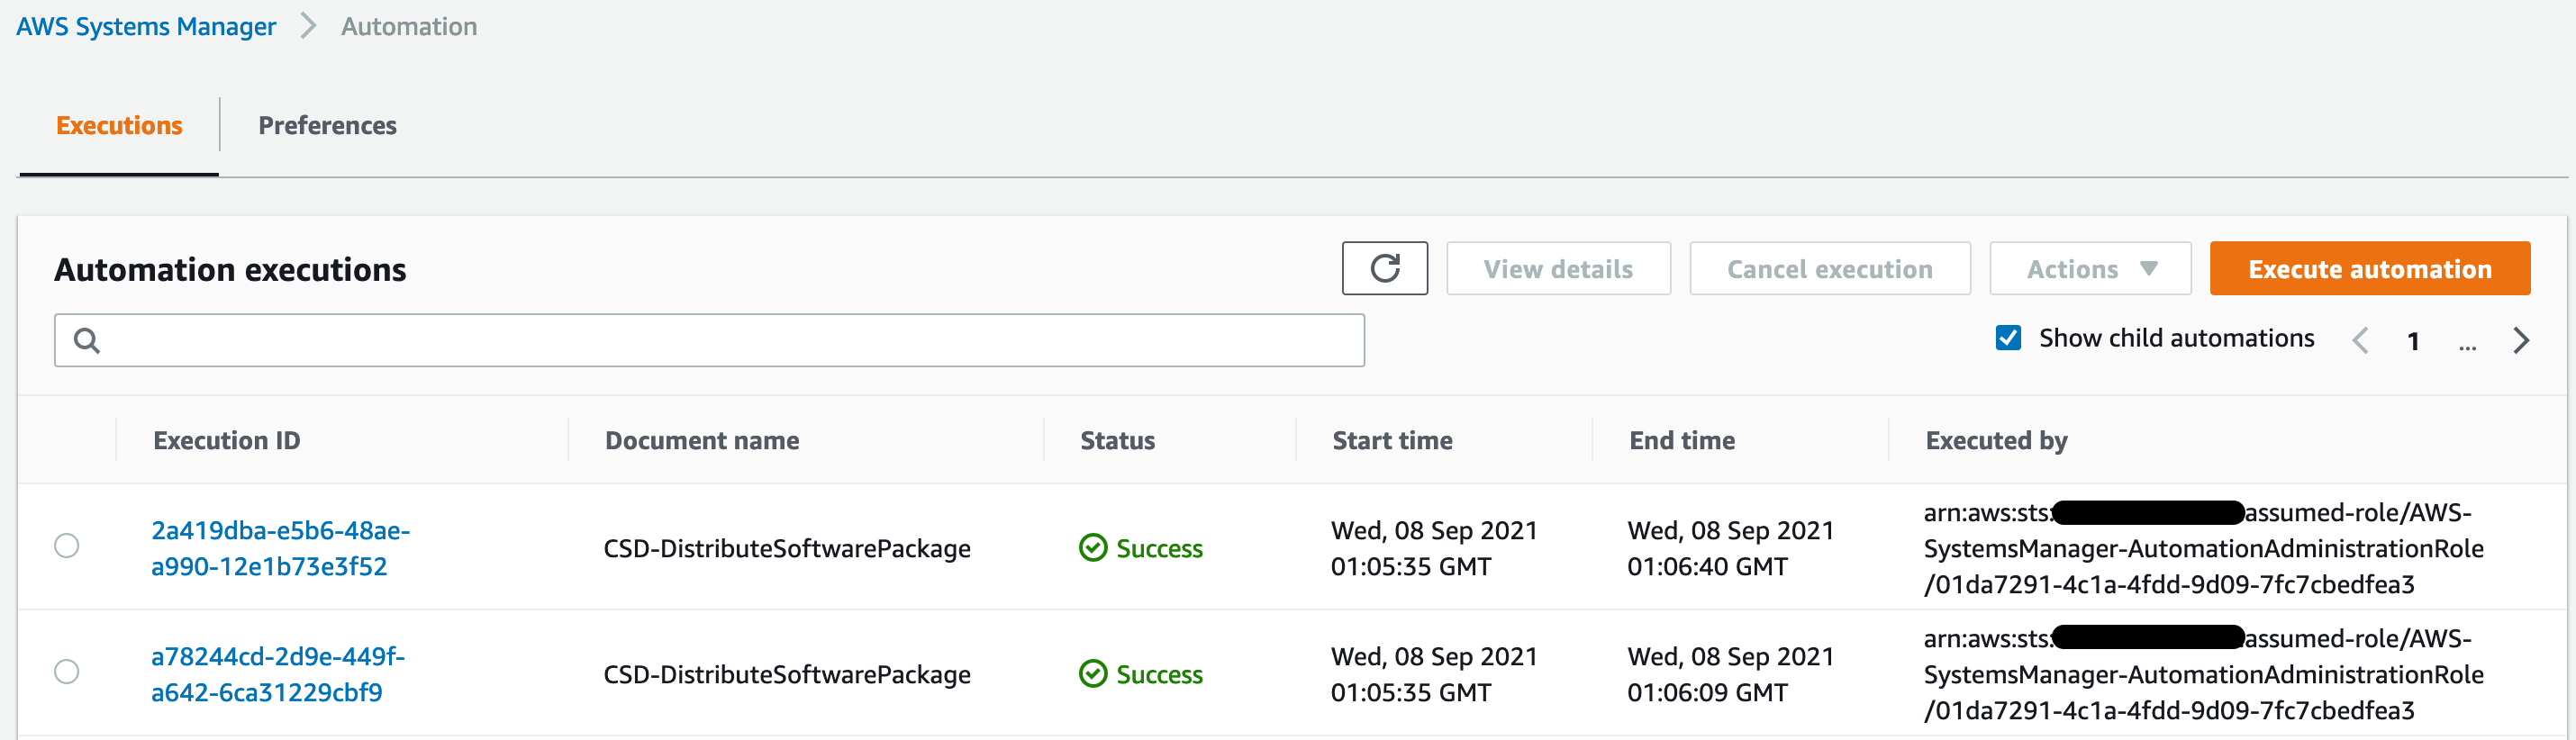 AWS Systems Manager > Automation
Executions Preferences
Automation executions View details Cancel execution Actions Execute automation
Show child automations 1 ...
Execution ID Document name Status Start time End time Executed by
2a419dba-e5b6-48ae-a990-12e1b73e3f52 CSD-DistributeSoftwarePackage Success Wed, 08 Sep 2021 01:05:35 GMT Wed, 08 Sep 2021 01:06:40 GMT arn:aws:sts: assumed-role/AWS-SystemsManager-AutomationAdministrationRole/01da7291-4c1a-4fdd-9d09-7fc7cbedfea3
a78244cd-2d9e-449f-a642-6ca31229cbf9 CSD-DistributeSoftwarePackage Success Wed, 08 Sep 2021 01:05:35 GMT Wed, 08 Sep 2021 01:06:09 GMT arn:aws:sts: assumed-role/AWS-SystemsManager-AutomationAdministrationRole/01da7291-4c1a-4fdd-9d09-7fc7cbedfea3